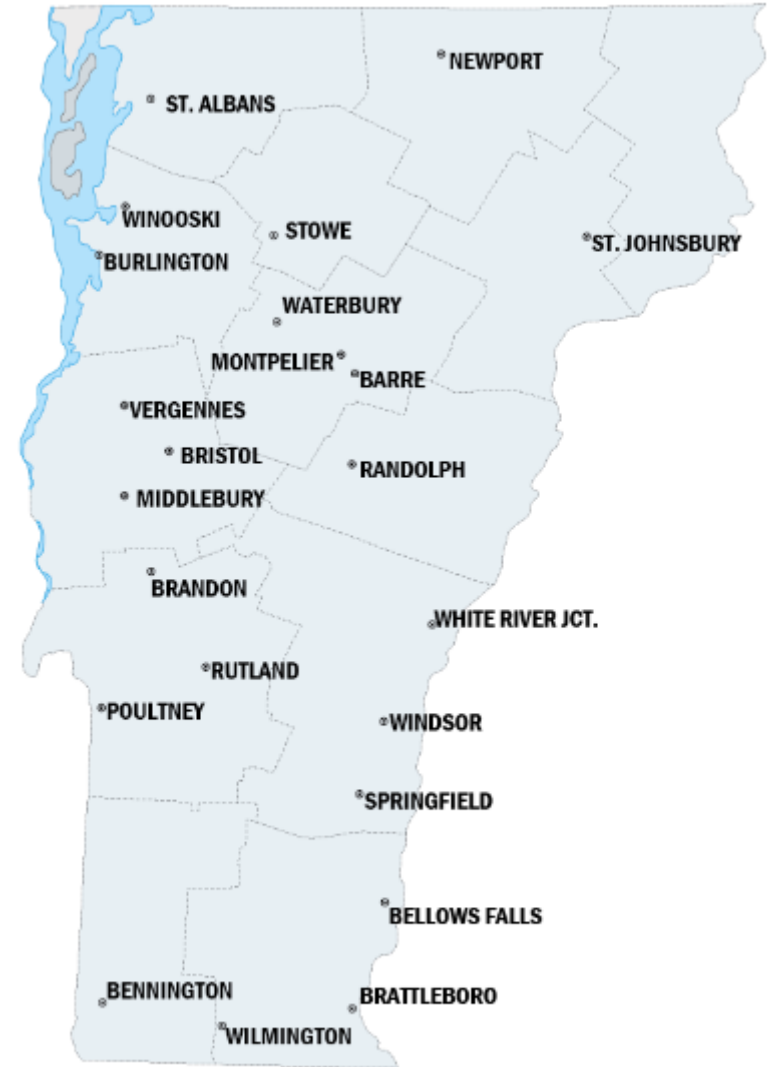 NEWPORT
ST. ALBANS
WINOOSKI
STOWE
ST. JOHNSBURY
BURLINGTON
WATERBURY
MONTPELIER
BARRE
VERGENNES
BRISTOL
RANDOLPH
MIDDLEBURY
BRANDON
WHITE RIVER JCT.
RUTLAND
POULTNEY
WINDSOR
SPRINGFIELD
BELLOWS FALLS
BENNINGTON
BRATTLEBORO
WILMINGTON